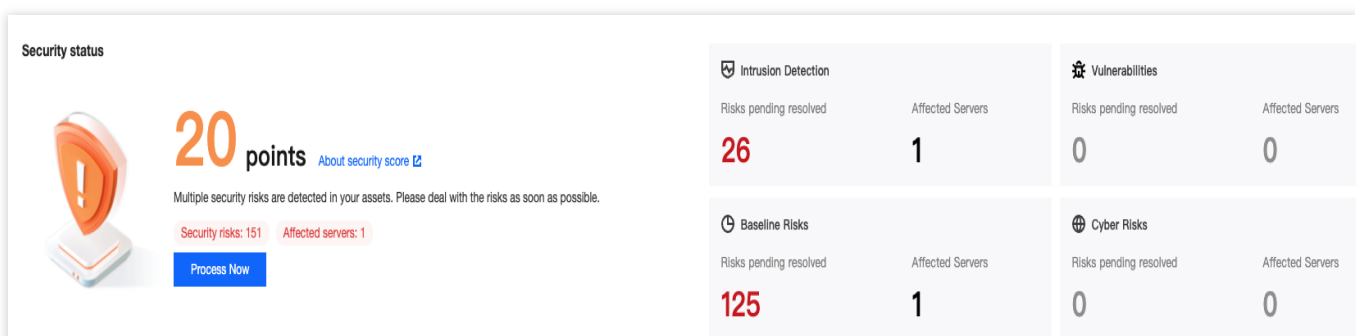 Security status
20 points About security score
Multiple security risks are detected in your assets. Please deal with the risks as soon as possible.
Security risks: 151 Affected servers: 1
Process Now
Intrusion Detection
Risks pending resolved Affected Servers
26 1
Vulnerabilities
Risks pending resolved Affected Servers
0 0
Baseline Risks
Risks pending resolved Affected Servers
125 1
Cyber Risks
Risks pending resolved Affected Servers
0 0